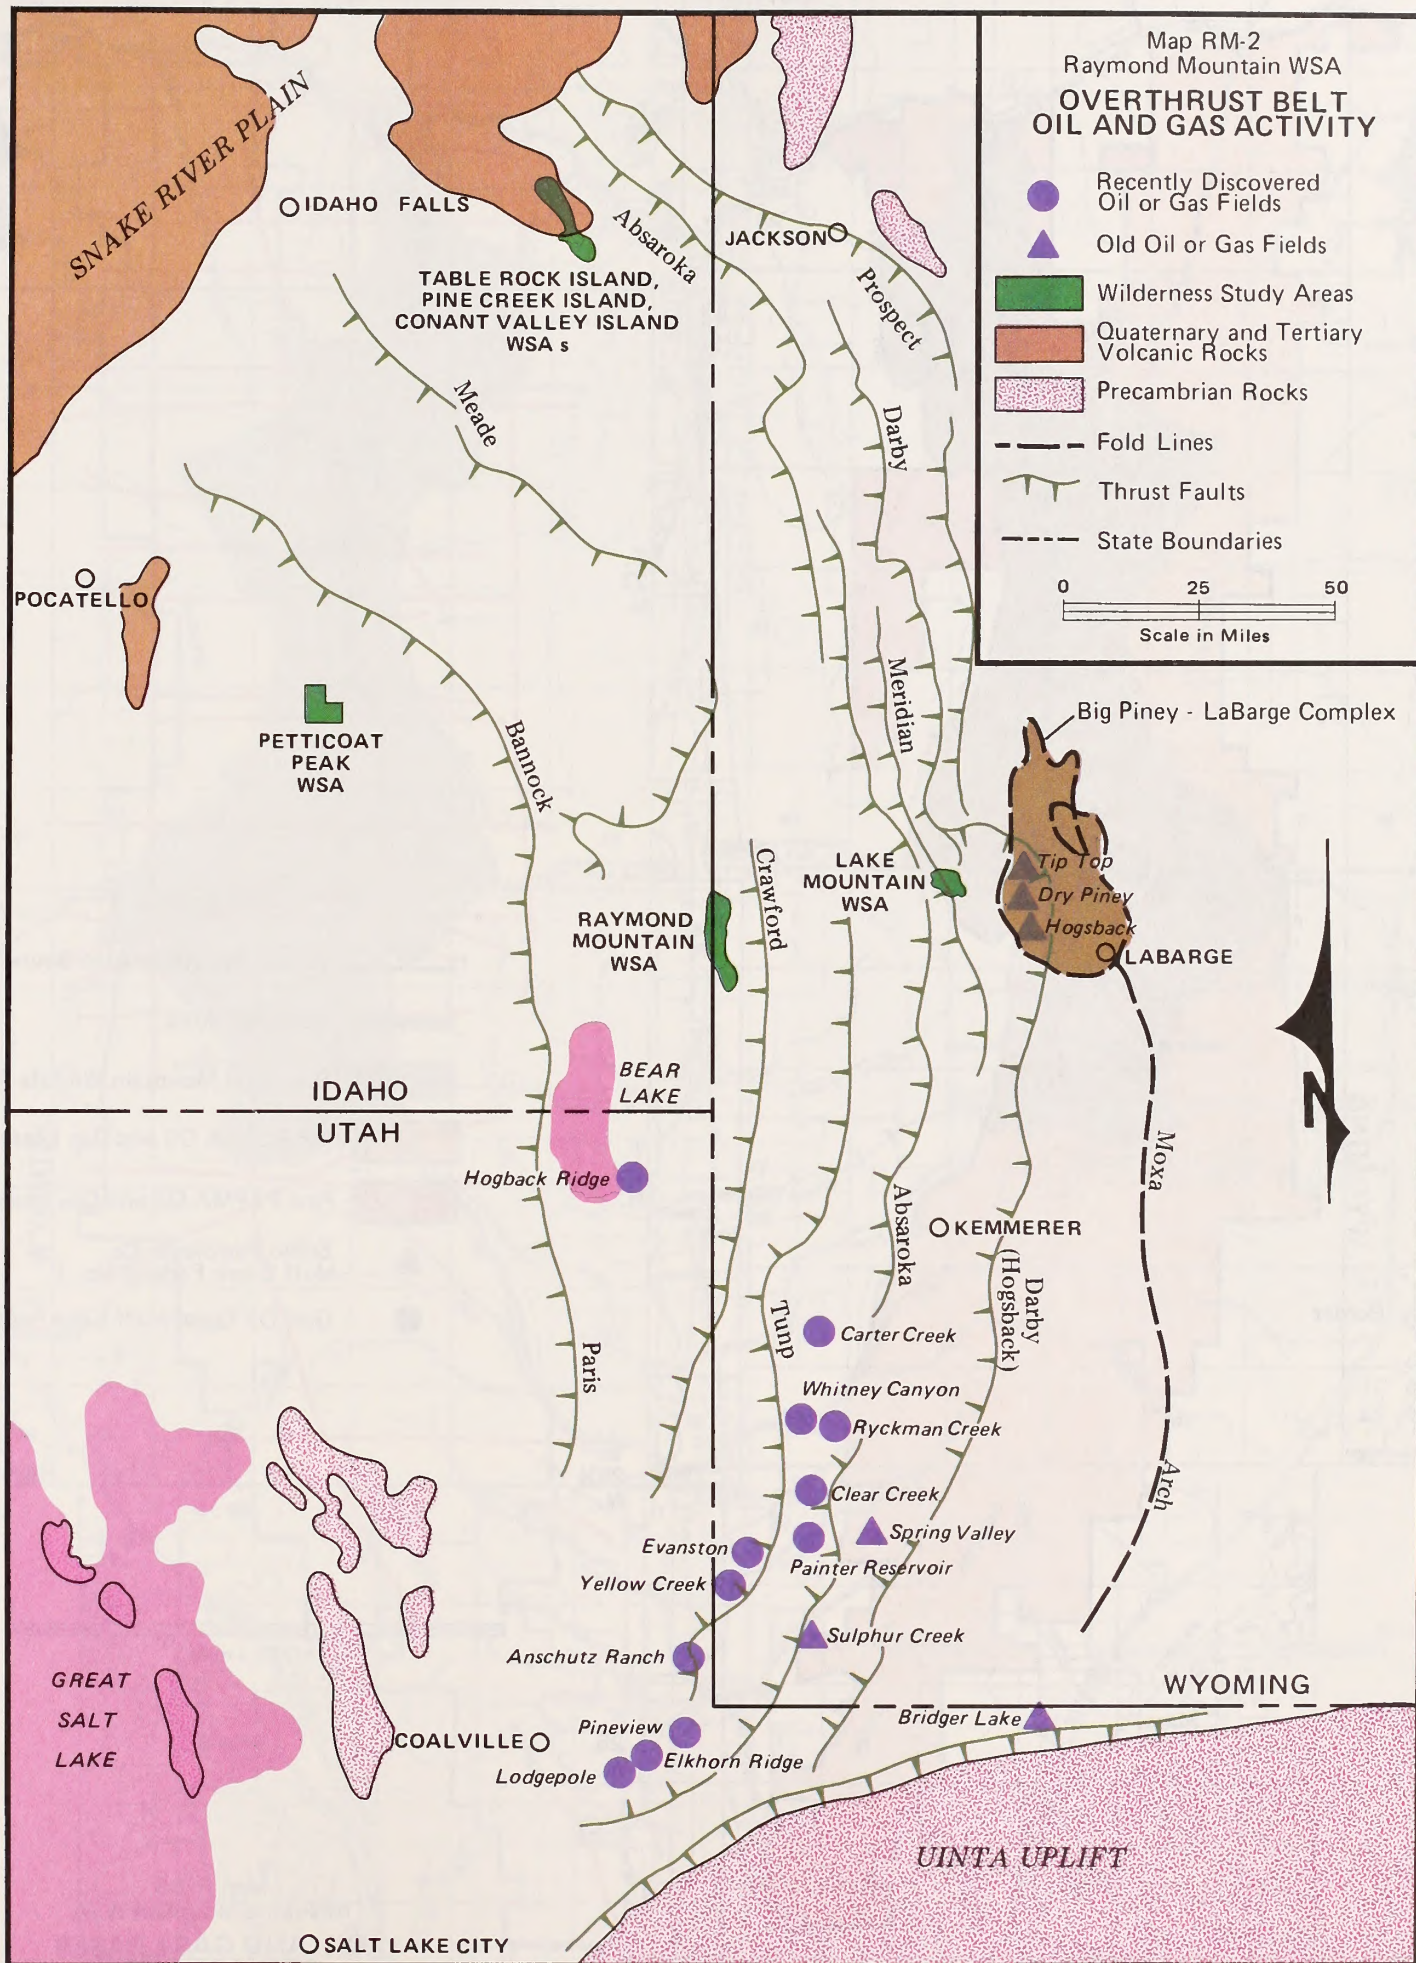 Map RM-2
Raymond Mountain WSA
OVERTHRUST BELT
OIL AND GAS ACTIVITY
Recently Discovered
Oil or Gas Fields
Old Oil or Gas Fields
Wilderness Study Areas
Quaternary and Tertiary
Volcanic Rocks
Precambrian Rocks
Fold Lines
Thrust Faults
State Boundaries
0 25 50
Scale in Miles
SNAKE RIVER PLAIN
IDAHO FALLS
Absaroka
JACKSON
TABLE ROCK ISLAND,
PINE CREEK ISLAND,
CONANT VALLEY ISLAND
WSA s
Prospect
Meade
Darby
POCATELLO
Meridian
PETTICOAT
PEAK
WSA
Bannock
Big Piney - LaBarge Complex
Crawford
LAKE
MOUNTAIN
WSA
Tip Top
Dry Piney
Hogsback
LABARGE
RAYMOND
MOUNTAIN
WSA
BEAR
LAKE
IDAHO
UTAH
N
Moxa
Hogback Ridge
Absaroka
KEMMERER
Darby
(Hogsback)
Tunp
Carter Creek
Paris
Whitney Canyon
Ryckman Creek
Arch
Clear Creek
Spring Valley
Evanston
Painter Reservoir
Yellow Creek
Sulphur Creek
Anschutz Ranch
GREAT
SALT
LAKE
WYOMING
Bridger Lake
Pineview
COALVILLE
Elkhorn Ridge
Lodgepole
UINTA UPLIFT
SALT LAKE CITY